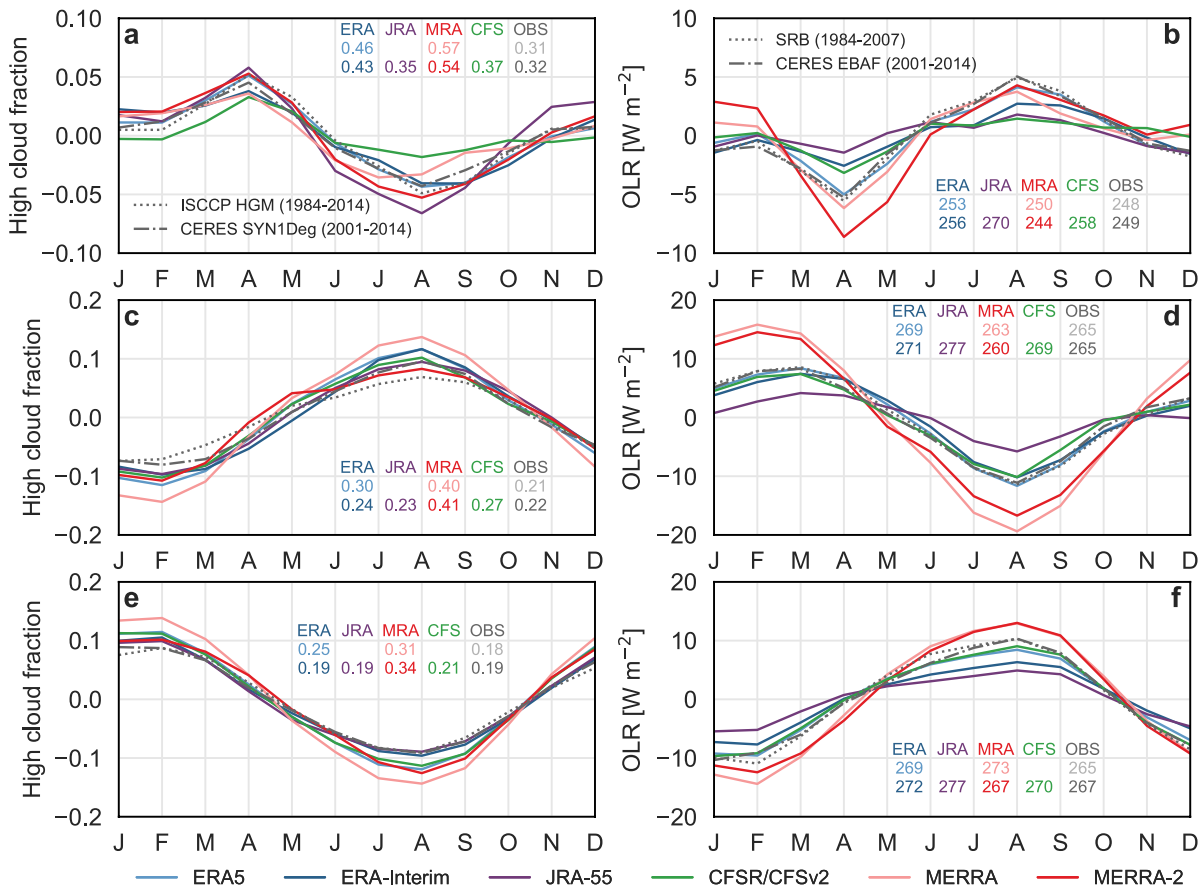 a
ERA JRA MRA CFS OBS
0.46 0.57 0.31
0.43 0.35 0.54 0.37 0.32
High cloud fraction
0.10
0.05
0.00
−0.05
−0.10
ISCCP HGM (1984-2014)
CERES SYN1Deg (2001-2014)
J F M A M J J A S O N D
b
SRB (1984-2007)
CERES EBAF (2001-2014)
OLR [W m−2]
10
5
0
−5
−10
ERA JRA MRA CFS OBS
253 250 248
256 270 244 258 249
J F M A M J J A S O N D
c
High cloud fraction
0.2
0.1
0.0
−0.1
−0.2
ERA JRA MRA CFS OBS
0.30 0.40 0.21
0.24 0.23 0.41 0.27 0.22
J F M A M J J A S O N D
d
ERA JRA MRA CFS OBS
269 263 265
271 277 260 269 265
OLR [W m−2]
20
10
0
−10
−20
J F M A M J J A S O N D
e
High cloud fraction
0.2
0.1
0.0
−0.1
−0.2
ERA JRA MRA CFS OBS
0.25 0.31 0.18
0.19 0.19 0.34 0.21 0.19
J F M A M J J A S O N D
f
OLR [W m−2]
20
10
0
−10
−20
ERA JRA MRA CFS OBS
269 273 265
272 277 267 270 267
J F M A M J J A S O N D
ERA5 ERA-Interim JRA-55 CFSR/CFSv2 MERRA MERRA-2